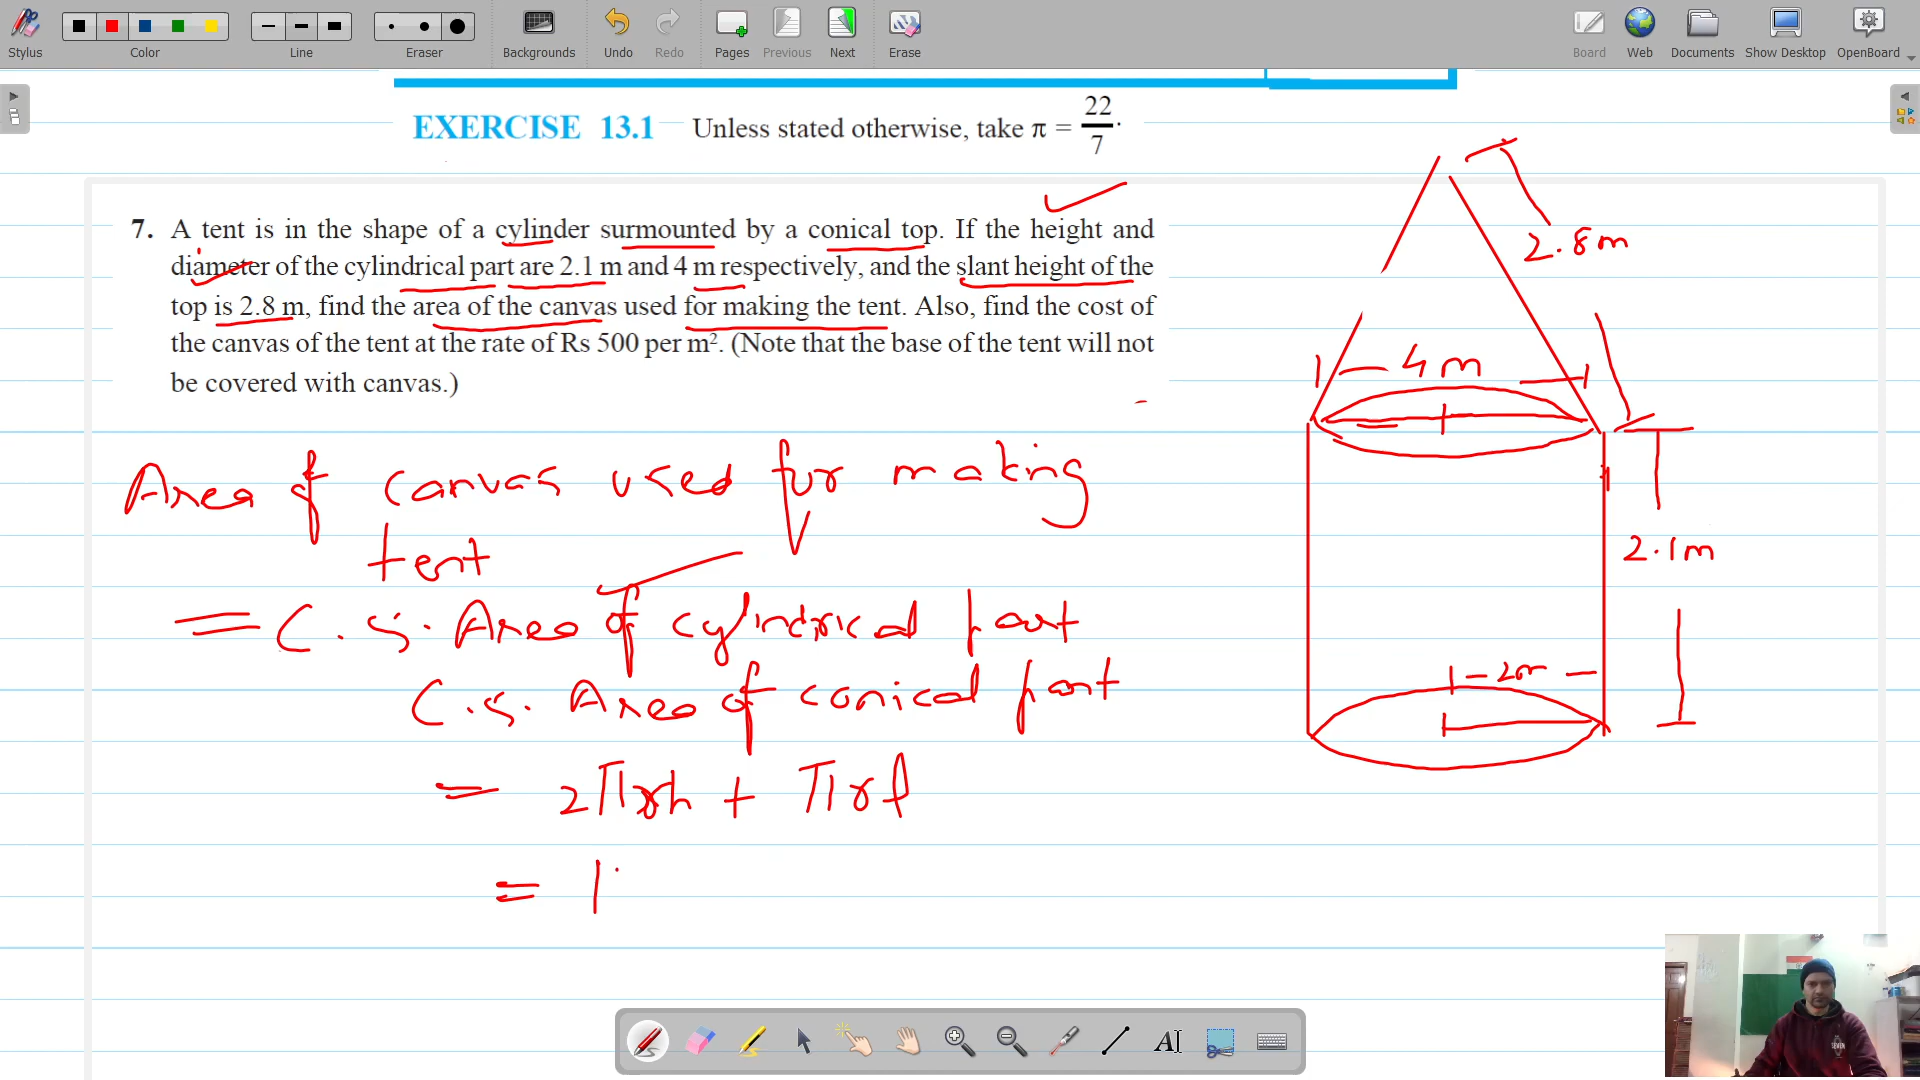 Stylus
Color
Line
Eraser
Backgrounds
Undo
Redo
Pages
Previous
Next
Erase
Board
Web
Documents
Show Desktop
OpenBoard
EXERCISE 13.1 Unless stated otherwise, take π = 22/7.
7. A tent is in the shape of a cylinder surmounted by a conical top. If the height and
diameter of the cylindrical part are 2.1 m and 4 m respectively, and the slant height of the
top is 2.8 m, find the area of the canvas used for making the tent. Also, find the cost of
the canvas of the tent at the rate of Rs 500 per m². (Note that the base of the tent will not
be covered with canvas.)
Area of canvas used for making
tent
= C.S. Area of cylindrical part
C.S. Area of conical part
= 2πrh + πrl
=
2.8m
4m
2.1m
2m
AI